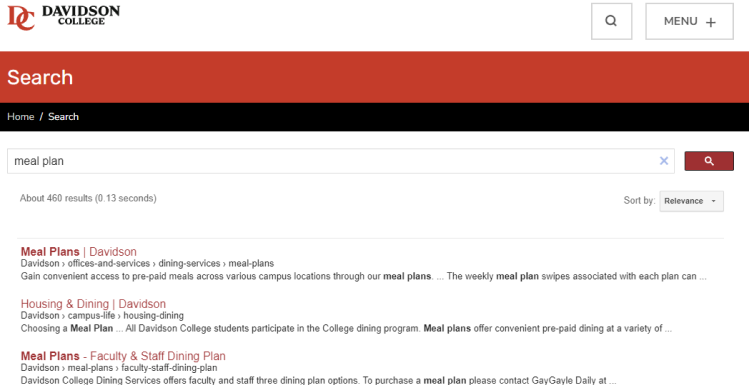 DC DAVIDSON
COLLEGE
MENU +
Search
Home / Search
meal plan
About 460 results (0.13 seconds)
Sort by: Relevance
Meal Plans | Davidson
Davidson › offices-and-services › dining-services › meal-plans
Gain convenient access to pre-paid meals across various campus locations through our meal plans. ... The weekly meal plan swipes associated with each plan can ...
Housing & Dining | Davidson
Davidson › campus-life › housing-dining
Choosing a Meal Plan ... All Davidson College students participate in the College dining program. Meal plans offer convenient pre-paid dining at a variety of ...
Meal Plans - Faculty & Staff Dining Plan
Davidson › meal-plans › faculty-staff-dining-plan
Davidson College Dining Services offers faculty and staff three dining plan options. To purchase a meal plan please contact GayGayle Daily at ...